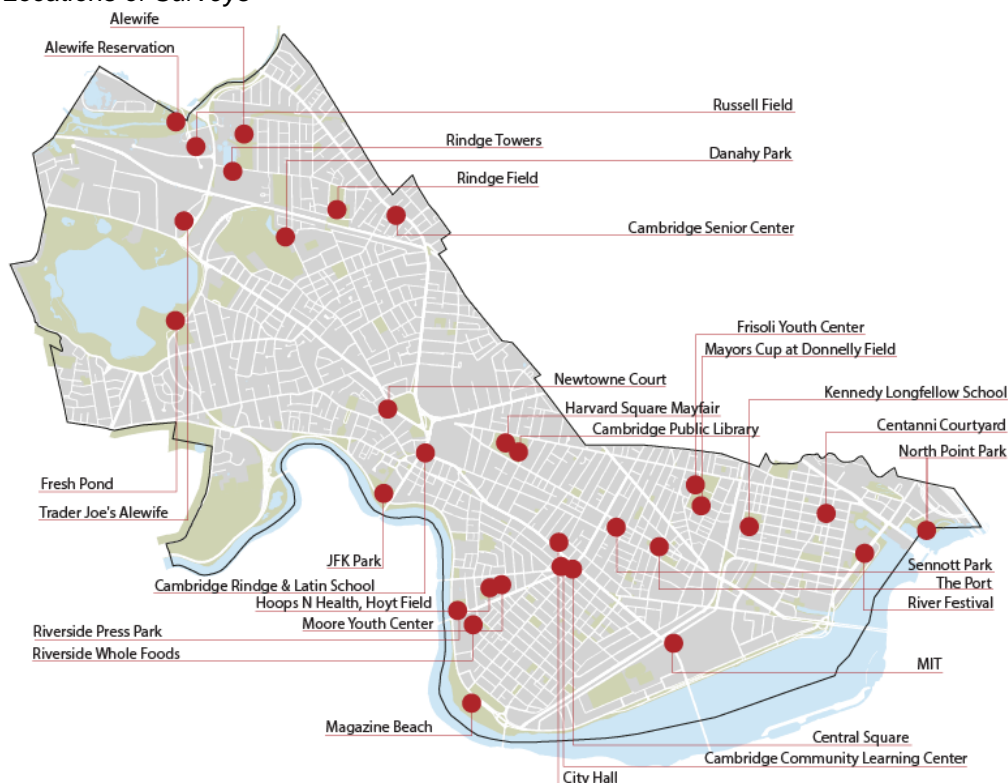 Locations of Surveys
Alewife
Alewife Reservation
Russell Field
Rindge Towers
Danahy Park
Rindge Field
Cambridge Senior Center
Frisoli Youth Center
Mayors Cup at Donnelly Field
Newtowne Court
Kennedy Longfellow School
Harvard Square Mayfair
Centanni Courtyard
Cambridge Public Library
North Point Park
Fresh Pond
Trader Joe's Alewife
JFK Park
Sennott Park
Cambridge Rindge & Latin School
The Port
Hoops N Health, Hoyt Field
River Festival
Moore Youth Center
Riverside Press Park
Riverside Whole Foods
MIT
Magazine Beach
Central Square
Cambridge Community Learning Center
City Hall